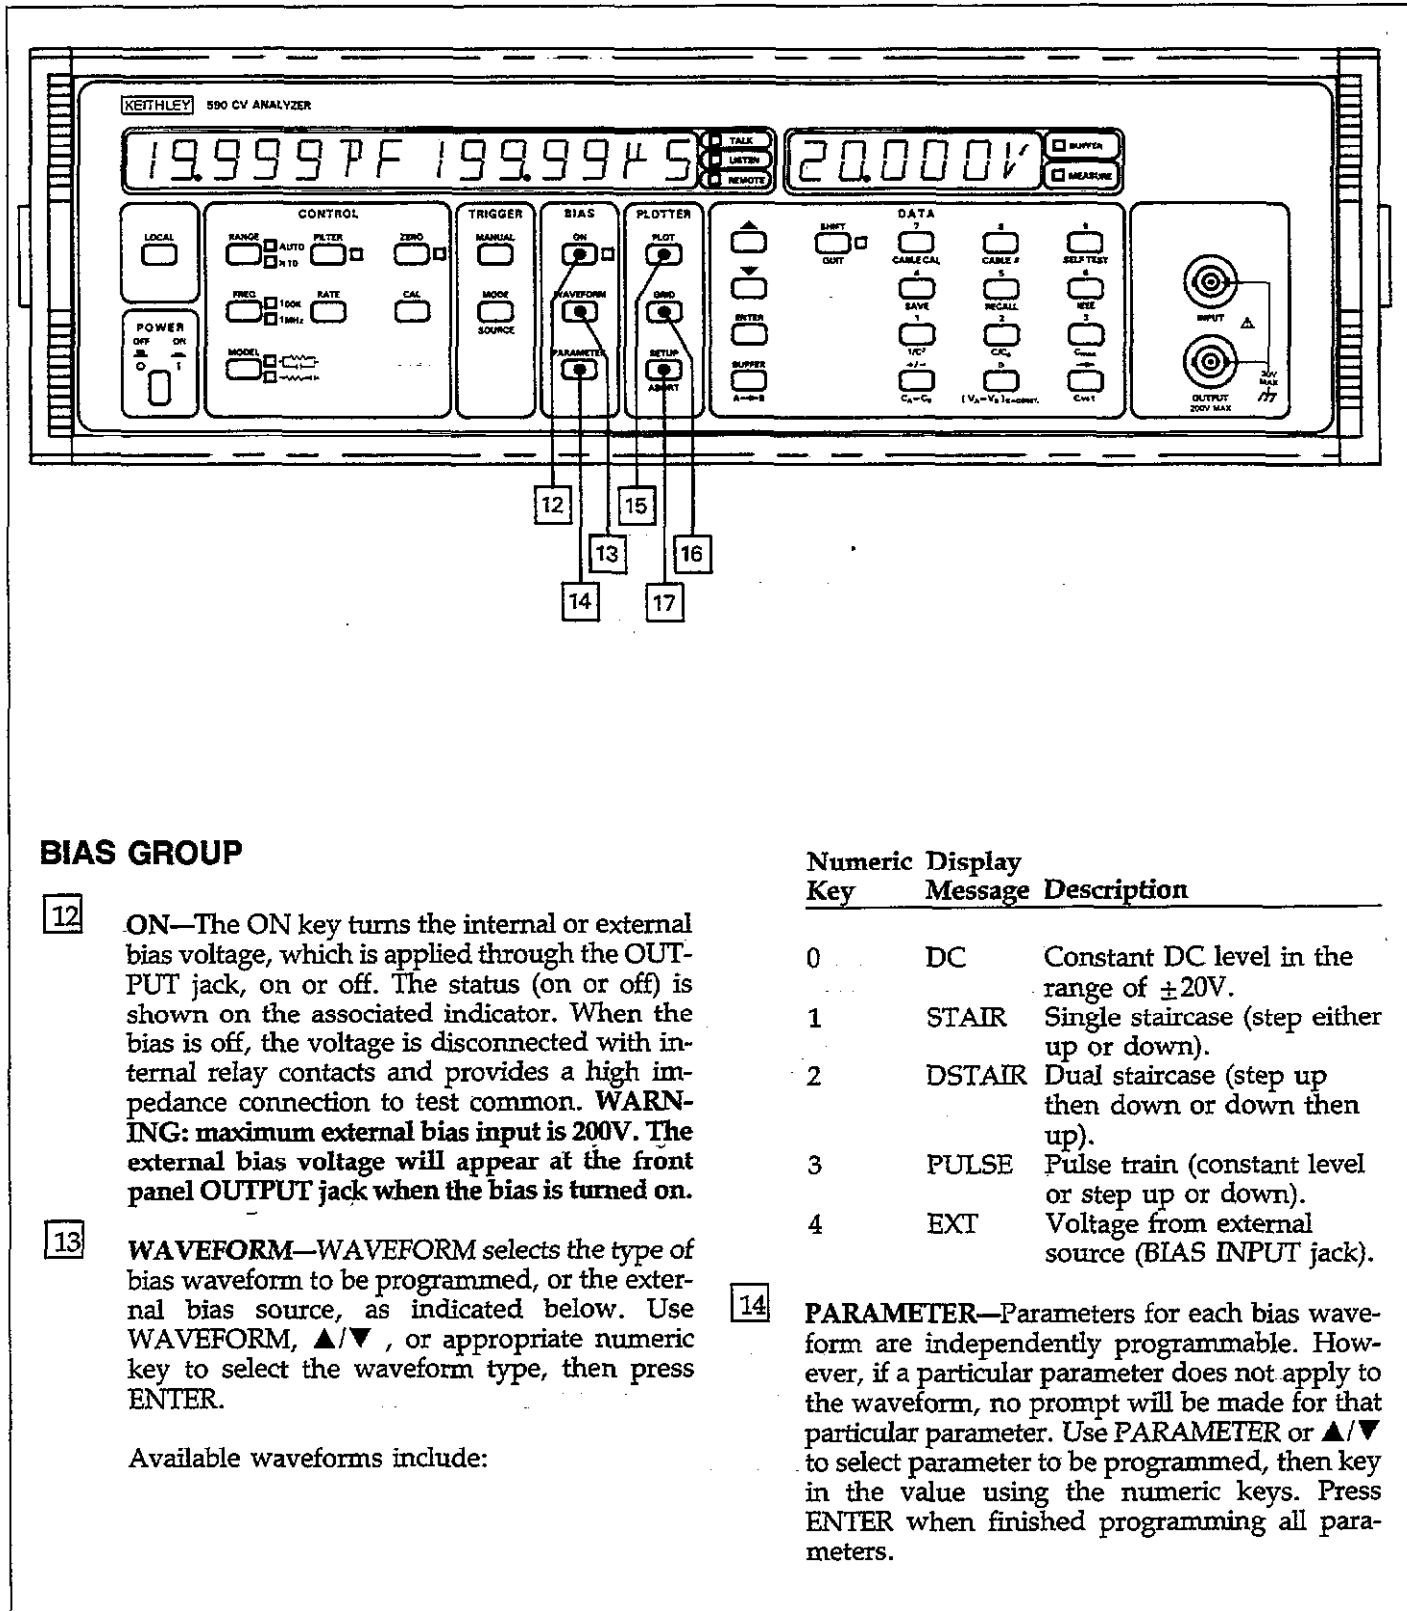 KEITHLEY 590 CV ANALYZER
19.999PF 199.99µS
TALK
LISTEN
REMOTE
20.000V
BUFFER
MEASURE
LOCAL
POWER
OFF ON
CONTROL
RANGE AUTO X10 FILTER ZERO
FREQ 100K 1MHz RATE CAL
MODEL
TRIGGER
MANUAL
MODE
SOURCE
BIAS
ON
WAVEFORM
PARAMETER
PLOTTER
PLOT
GRID
SETUP
ABORT
DATA
SHIFT 7 8 9
QUIT CABLE CAL CABLE # SELF TEST
4 5 6
SAVE RECALL IEEE
ENTER 1 2 3
1/C² C/C₀ Cmax
BUFFER +/− 0
A↔B Cₐ−Cᵦ [Vₐ−Vᵦ]C=CONST. C vs t
INPUT
OUTPUT
200V MAX
30V
MAX
12
15
13
16
14
17
BIAS GROUP
12 ON—The ON key turns the internal or external
bias voltage, which is applied through the OUT-
PUT jack, on or off. The status (on or off) is
shown on the associated indicator. When the
bias is off, the voltage is disconnected with in-
ternal relay contacts and provides a high im-
pedance connection to test common. WARN-
ING: maximum external bias input is 200V. The
external bias voltage will appear at the front
panel OUTPUT jack when the bias is turned on.
13 WAVEFORM—WAVEFORM selects the type of
bias waveform to be programmed, or the exter-
nal bias source, as indicated below. Use
WAVEFORM, ▲/▼ , or appropriate numeric
key to select the waveform type, then press
ENTER.
Available waveforms include:
Numeric Display
Key Message Description
0 DC Constant DC level in the
range of ±20V.
1 STAIR Single staircase (step either
up or down).
2 DSTAIR Dual staircase (step up
then down or down then
up).
3 PULSE Pulse train (constant level
or step up or down).
4 EXT Voltage from external
source (BIAS INPUT jack).
14 PARAMETER—Parameters for each bias wave-
form are independently programmable. How-
ever, if a particular parameter does not apply to
the waveform, no prompt will be made for that
particular parameter. Use PARAMETER or ▲/▼
to select parameter to be programmed, then key
in the value using the numeric keys. Press
ENTER when finished programming all para-
meters.